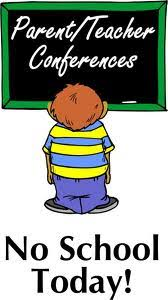 Parent/Teacher
Conferences
No School
Today!